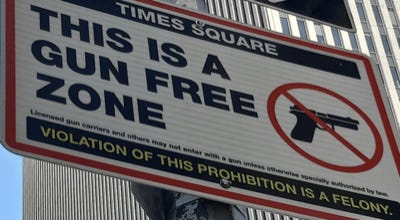 TIMES SQUARE
THIS IS A
GUN FREE
ZONE
Licensed gun carriers and others may not enter with a gun unless otherwise specially authorized by law.
VIOLATION OF THIS PROHIBITION IS A FELONY.